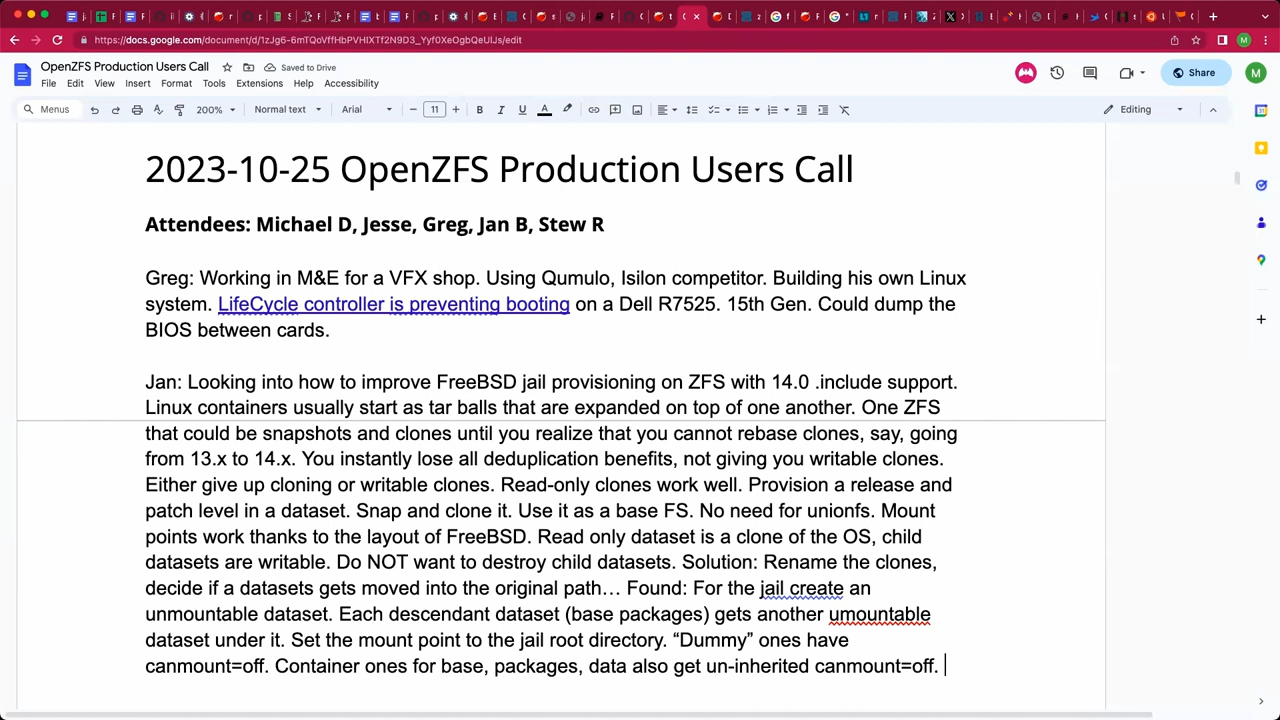 https://docs.google.com/document/d/1zJg6-6mTQoVffHbPVHIXTf2N9D3_Yyf0XeOgbQeUIJs/edit
OpenZFS Production Users Call
Saved to Drive
File Edit View Insert Format Tools Extensions Help Accessibility
Share
M
M
Menus
200%
Normal text
Arial
11
Editing
2023-10-25 OpenZFS Production Users Call
Attendees: Michael D, Jesse, Greg, Jan B, Stew R
Greg: Working in M&E for a VFX shop. Using Qumulo, Isilon competitor. Building his own Linux
system. LifeCycle controller is preventing booting on a Dell R7525. 15th Gen. Could dump the
BIOS between cards.
Jan: Looking into how to improve FreeBSD jail provisioning on ZFS with 14.0 .include support.
Linux containers usually start as tar balls that are expanded on top of one another. One ZFS
that could be snapshots and clones until you realize that you cannot rebase clones, say, going
from 13.x to 14.x. You instantly lose all deduplication benefits, not giving you writable clones.
Either give up cloning or writable clones. Read-only clones work well. Provision a release and
patch level in a dataset. Snap and clone it. Use it as a base FS. No need for unionfs. Mount
points work thanks to the layout of FreeBSD. Read only dataset is a clone of the OS, child
datasets are writable. Do NOT want to destroy child datasets. Solution: Rename the clones,
decide if a datasets gets moved into the original path… Found: For the jail create an
unmountable dataset. Each descendant dataset (base packages) gets another umountable
dataset under it. Set the mount point to the jail root directory. “Dummy” ones have
canmount=off. Container ones for base, packages, data also get un-inherited canmount=off.